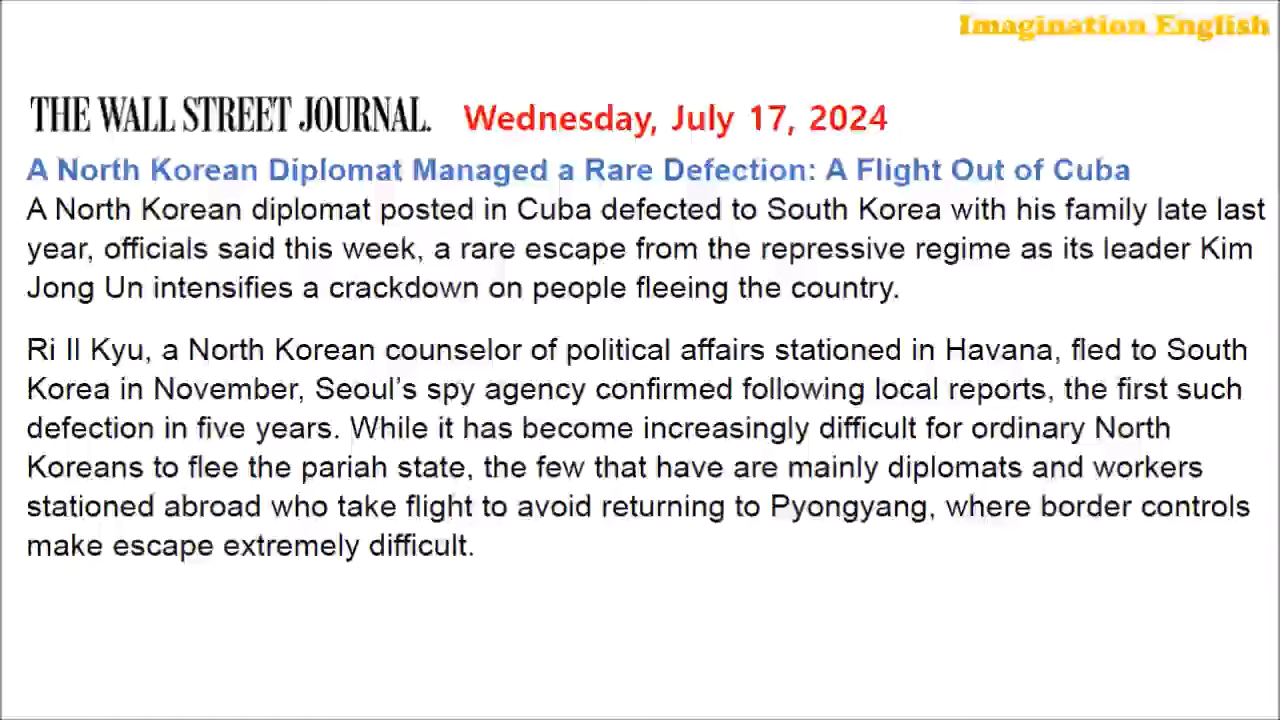 Imagination English
THE WALL STREET JOURNAL. Wednesday, July 17, 2024
A North Korean Diplomat Managed a Rare Defection: A Flight Out of Cuba
A North Korean diplomat posted in Cuba defected to South Korea with his family late last
year, officials said this week, a rare escape from the repressive regime as its leader Kim
Jong Un intensifies a crackdown on people fleeing the country.
Ri Il Kyu, a North Korean counselor of political affairs stationed in Havana, fled to South
Korea in November, Seoul’s spy agency confirmed following local reports, the first such
defection in five years. While it has become increasingly difficult for ordinary North
Koreans to flee the pariah state, the few that have are mainly diplomats and workers
stationed abroad who take flight to avoid returning to Pyongyang, where border controls
make escape extremely difficult.